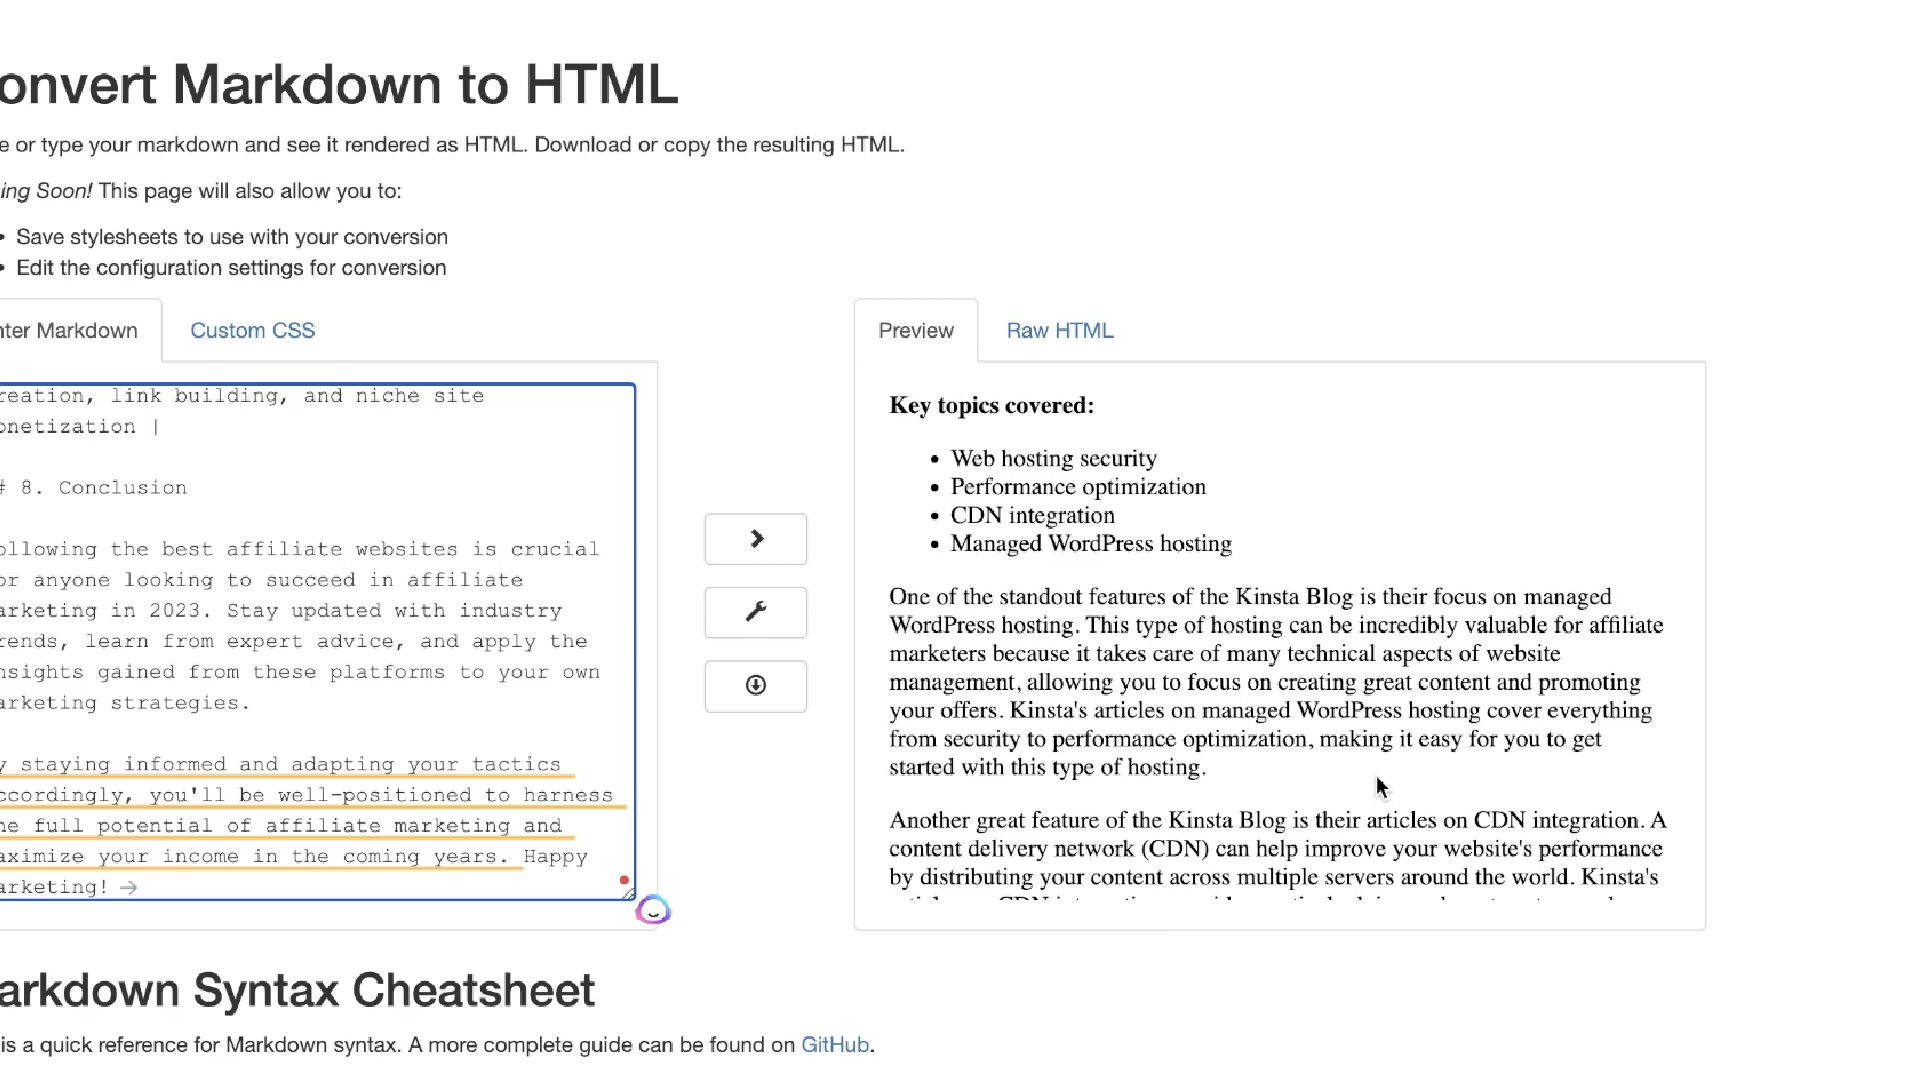 onvert Markdown to HTML
e or type your markdown and see it rendered as HTML. Download or copy the resulting HTML.
ing Soon! This page will also allow you to:
Save stylesheets to use with your conversion
Edit the configuration settings for conversion
nter Markdown
Custom CSS
reation, link building, and niche site
onetization |
# 8. Conclusion
ollowing the best affiliate websites is crucial
or anyone looking to succeed in affiliate
arketing in 2023. Stay updated with industry
rends, learn from expert advice, and apply the
nsights gained from these platforms to your own
arketing strategies.
y staying informed and adapting your tactics
ccordingly, you'll be well-positioned to harness
he full potential of affiliate marketing and
aximize your income in the coming years. Happy
arketing! →
Preview
Raw HTML
Key topics covered:
Web hosting security
Performance optimization
CDN integration
Managed WordPress hosting
One of the standout features of the Kinsta Blog is their focus on managed
WordPress hosting. This type of hosting can be incredibly valuable for affiliate
marketers because it takes care of many technical aspects of website
management, allowing you to focus on creating great content and promoting
your offers. Kinsta's articles on managed WordPress hosting cover everything
from security to performance optimization, making it easy for you to get
started with this type of hosting.
Another great feature of the Kinsta Blog is their articles on CDN integration. A
content delivery network (CDN) can help improve your website's performance
by distributing your content across multiple servers around the world. Kinsta's
arkdown Syntax Cheatsheet
is a quick reference for Markdown syntax. A more complete guide can be found on GitHub.